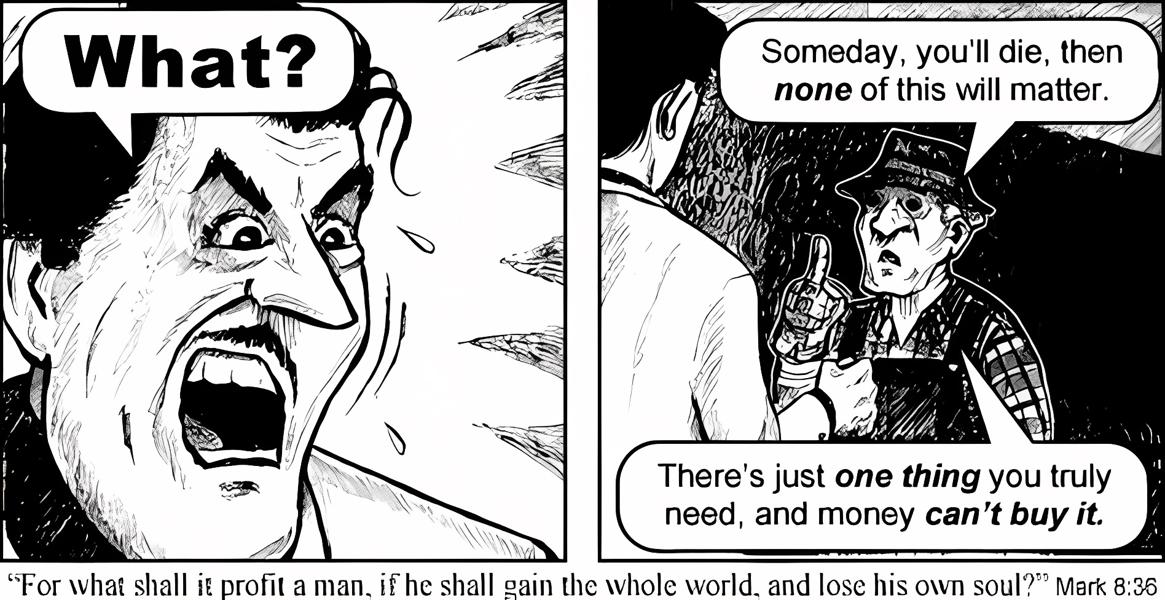 What?
Someday, you'll die, then
none of this will matter.
There's just one thing you truly
need, and money can't buy it.
“For what shall it profit a man, if he shall gain the whole world, and lose his own soul?” Mark 8:36